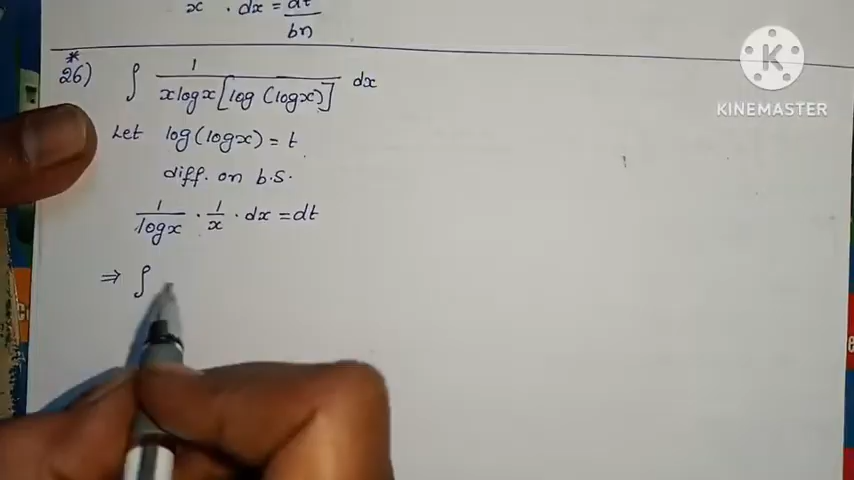 x · dx = dt/bn
* 26) ∫ 1/(x log x [log (log x)]) dx
Let log(log x) = t
diff. on b.s.
1/log x · 1/x · dx = dt
⇒ ∫
KINEMASTER